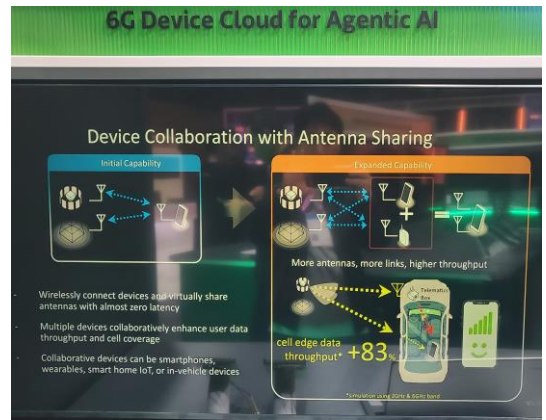 6G Device Cloud for Agentic AI
Device Collaboration with Antenna Sharing
Initial Capability
Expanded Capability
+
=
More antennas, more links, higher throughput
- Wirelessly connect devices and virtually share
antennas with almost zero latency
- Multiple devices collaboratively enhance user data
throughput and cell coverage
- Collaborative devices can be smartphones,
wearables, smart home IoT, or in-vehicle devices
Telematics
Box
cell edge data
throughput* +83%
*simulation using 2GHz & 6GHz band